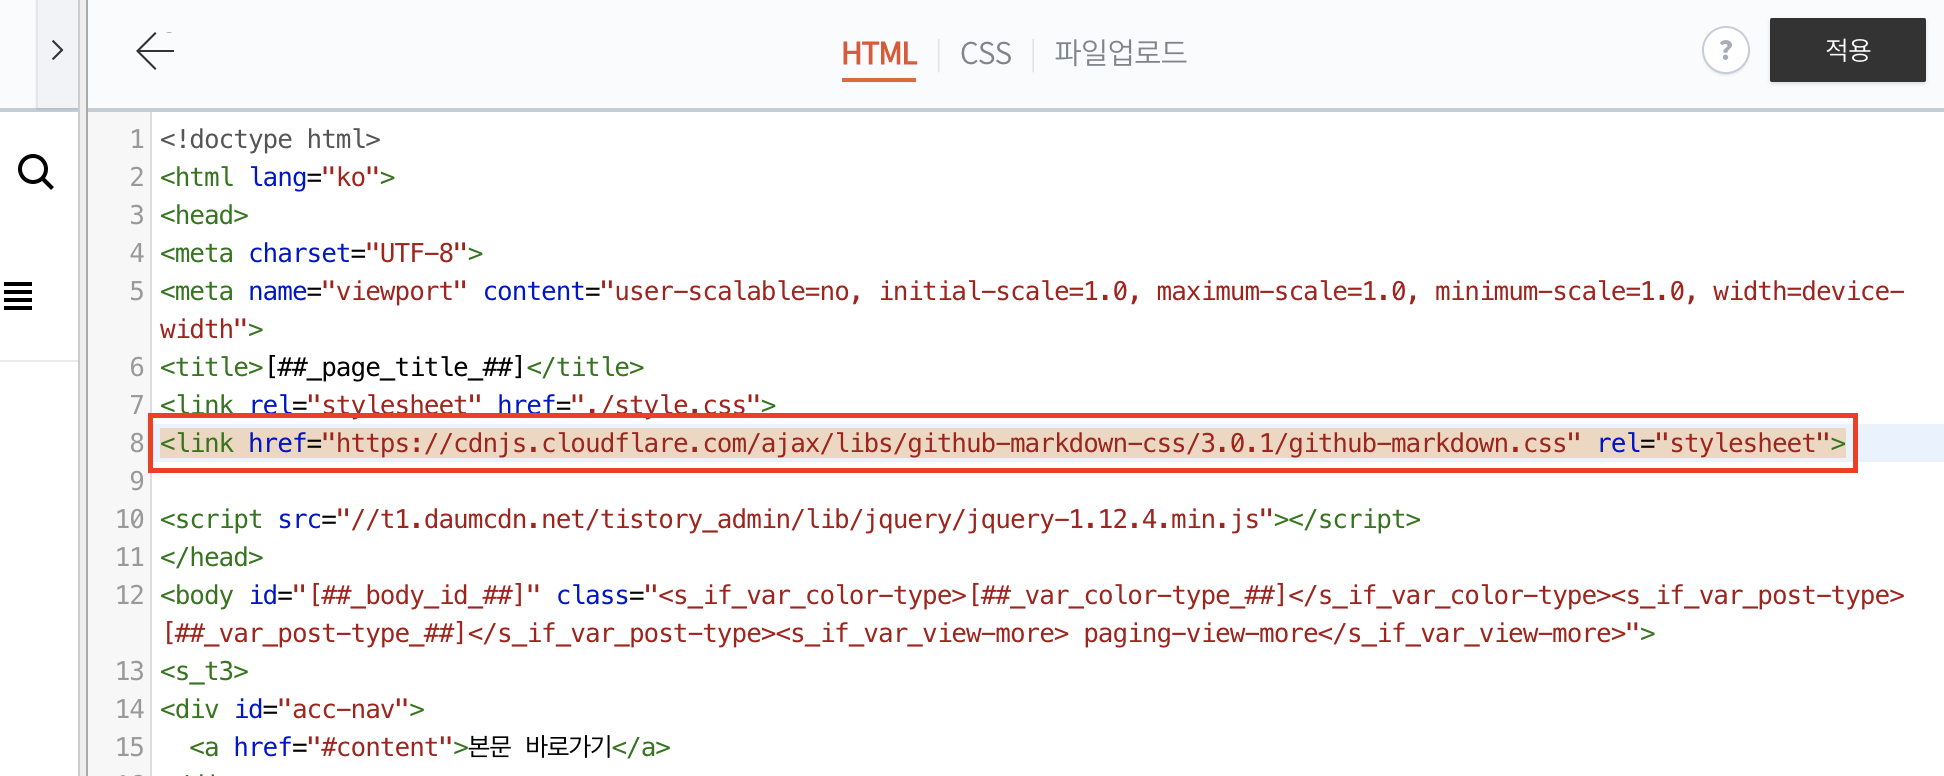 HTML CSS 파일업로드 ? 적용
1 <!doctype html>
2 <html lang="ko">
3 <head>
4 <meta charset="UTF-8">
5 <meta name="viewport" content="user-scalable=no, initial-scale=1.0, maximum-scale=1.0, minimum-scale=1.0, width=device-
width">
6 <title>[##_page_title_##]</title>
7 <link rel="stylesheet" href="./style.css">
8 <link href="https://cdnjs.cloudflare.com/ajax/libs/github-markdown-css/3.0.1/github-markdown.css" rel="stylesheet">
9
10 <script src="//t1.daumcdn.net/tistory_admin/lib/jquery/jquery-1.12.4.min.js"></script>
11 </head>
12 <body id="[##_body_id_##]" class="<s_if_var_color-type>[##_var_color-type_##]</s_if_var_color-type><s_if_var_post-type>
[##_var_post-type_##]</s_if_var_post-type><s_if_var_view-more> paging-view-more</s_if_var_view-more>">
13 <s_t3>
14 <div id="acc-nav">
15 <a href="#content">본문 바로가기</a>